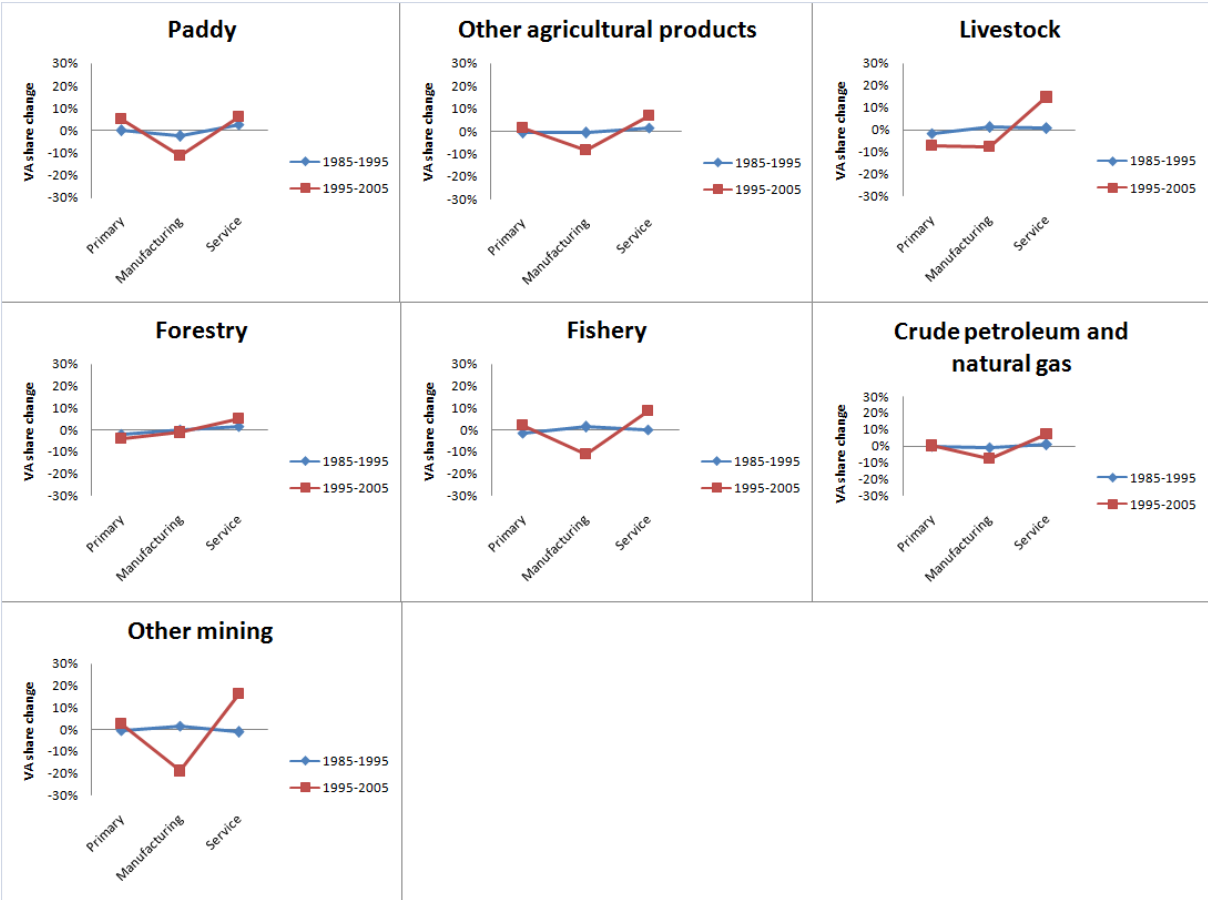 Paddy
30%
20%
10%
0%
-10%
-20%
-30%
VA share change
Primary
Manufacturing
Service
1985-1995
1995-2005
Other agricultural products
30%
20%
10%
0%
-10%
-20%
-30%
VA share change
Primary
Manufacturing
Service
1985-1995
1995-2005
Livestock
30%
20%
10%
0%
-10%
-20%
-30%
VA share change
Primary
Manufacturing
Service
1985-1995
1995-2005
Forestry
30%
20%
10%
0%
-10%
-20%
-30%
VA share change
Primary
Manufacturing
Service
1985-1995
1995-2005
Fishery
30%
20%
10%
0%
-10%
-20%
-30%
VA share change
Primary
Manufacturing
Service
1985-1995
1995-2005
Crude petroleum and
natural gas
30%
20%
10%
0%
-10%
-20%
-30%
VA share change
Primary
Manufacturing
Service
1985-1995
1995-2005
Other mining
30%
20%
10%
0%
-10%
-20%
-30%
VA share change
Primary
Manufacturing
Service
1985-1995
1995-2005